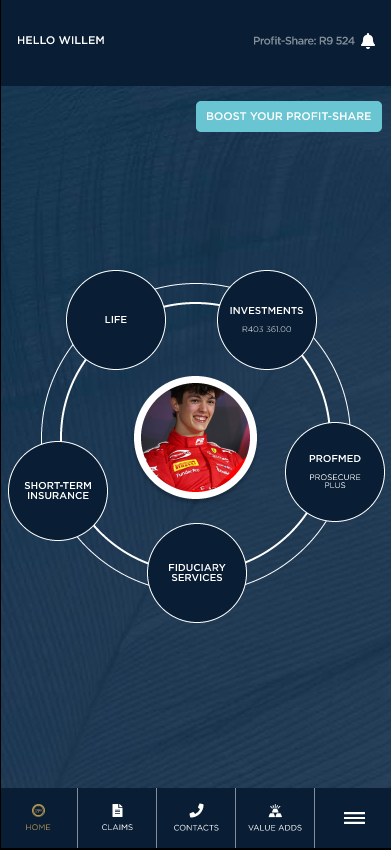 HELLO WILLEM
Profit-Share: R9 524
BOOST YOUR PROFIT-SHARE
LIFE
INVESTMENTS
R403 361.00
PROFMED
PROSECURE
PLUS
SHORT-TERM
INSURANCE
FIDUCIARY
SERVICES
PIRELLI
HOME
CLAIMS
CONTACTS
VALUE ADDS